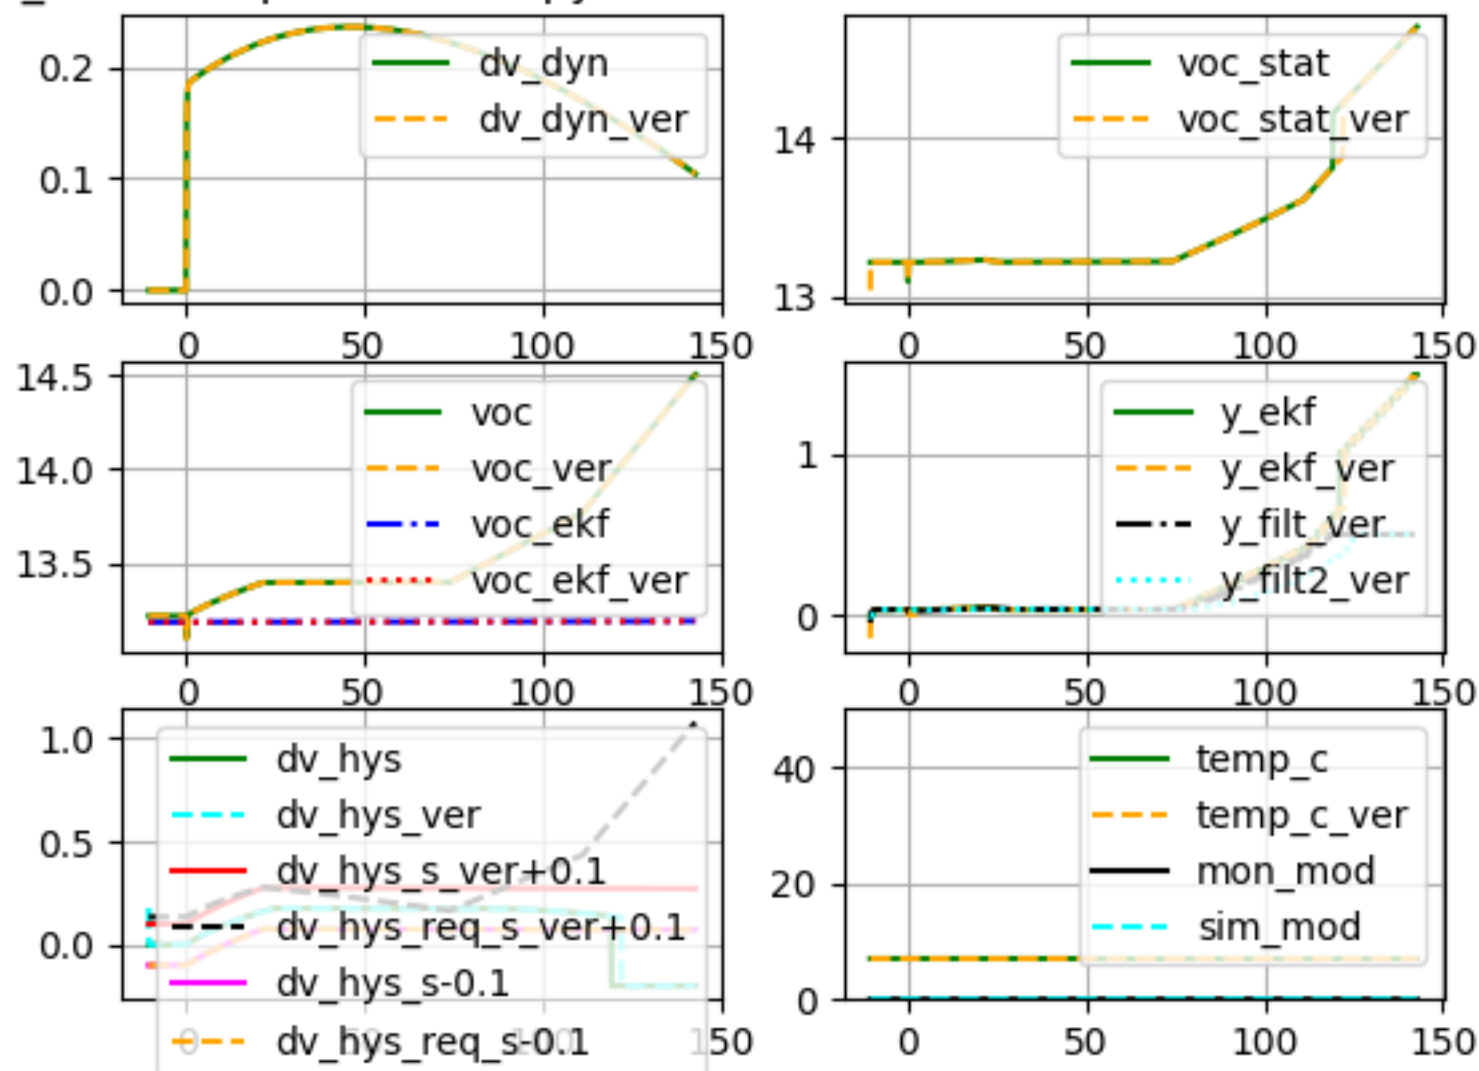 0.2
0.1
0.0
dv_dyn
dv_dyn_ver
0 50 100 150
14
13
voc_stat
voc_stat_ver
0 50 100 150
14.5
14.0
13.5
voc
voc_ver
voc_ekf
voc_ekf_ver
0 50 100 150
1
0
y_ekf
y_ekf_ver
y_filt_ver
y_filt2_ver
0 50 100 150
1.0
0.5
0.0
dv_hys
dv_hys_ver
dv_hys_s_ver+0.1
dv_hys_req_s_ver+0.1
dv_hys_s-0.1
dv_hys_req_s-0.1
0 150
40
20
0
temp_c
temp_c_ver
mon_mod
sim_mod
0 50 100 150